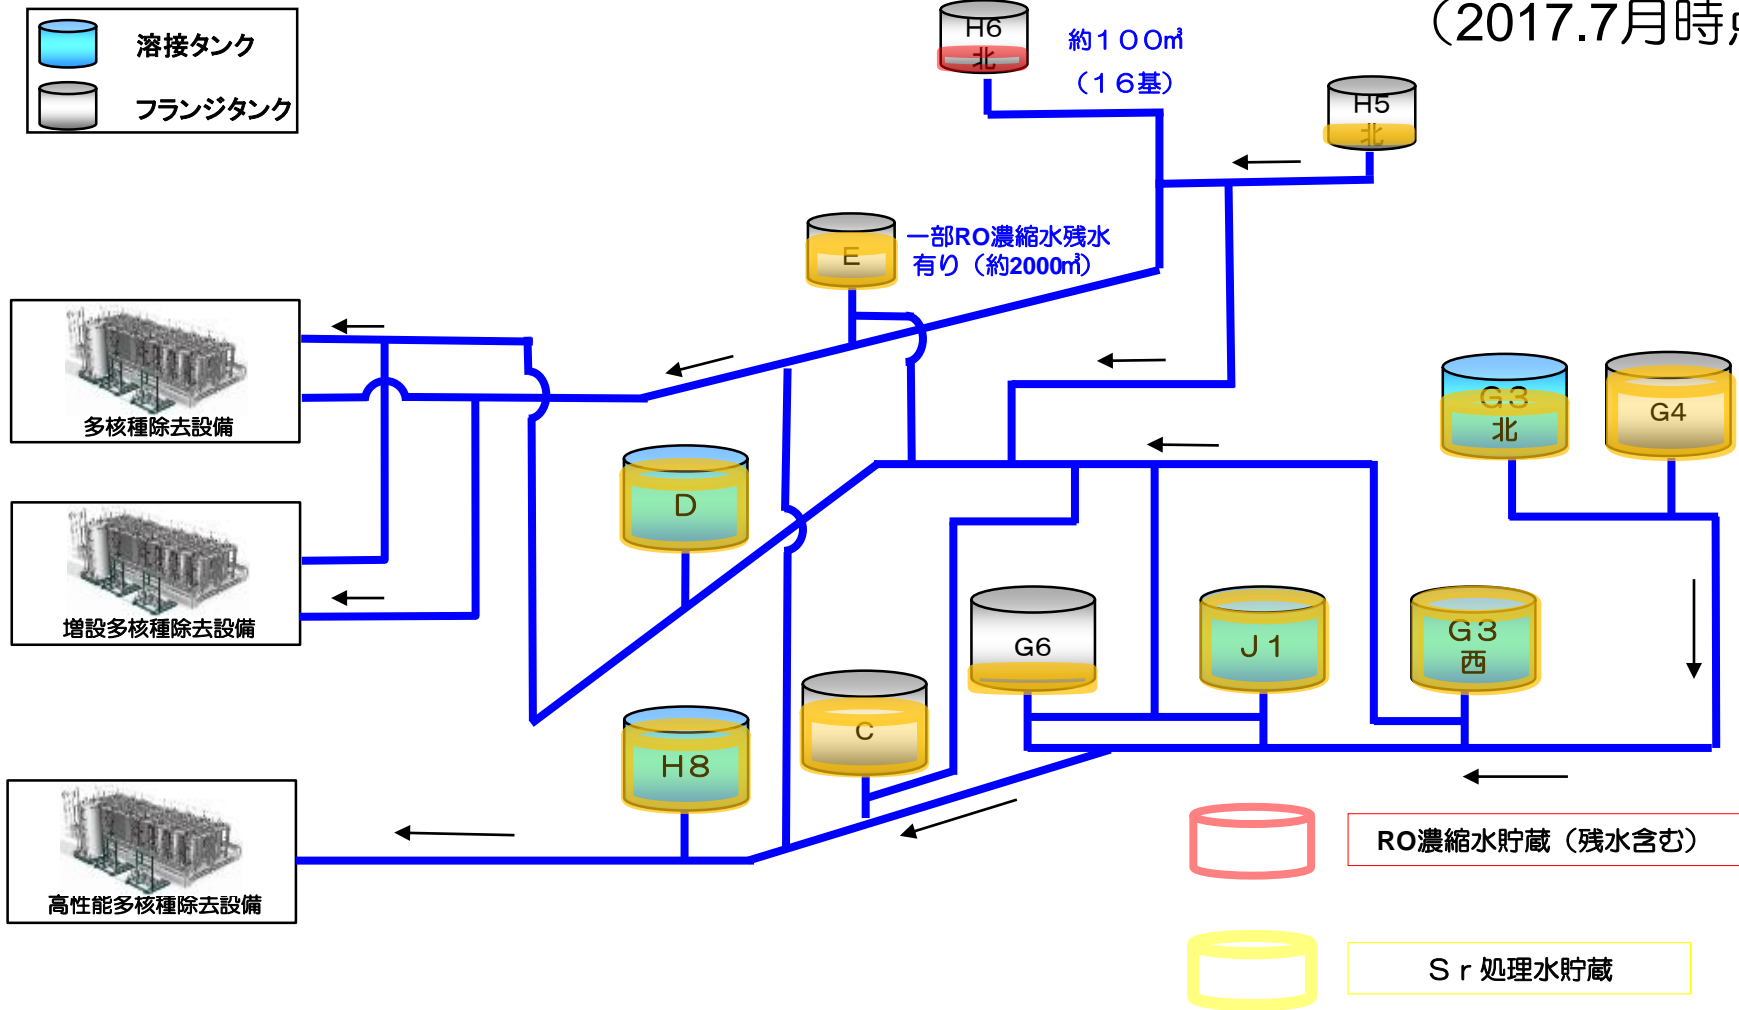 （2017.7月時点
溶接タンク
フランジタンク
H6
北
約１００㎥
（１６基）
H5
北
E
一部RO濃縮水残水
有り（約2000㎥）
多核種除去設備
G３
北
G4
D
増設多核種除去設備
G6
J１
G３
西
C
H８
高性能多核種除去設備
RO濃縮水貯蔵（残水含む）
Ｓｒ処理水貯蔵